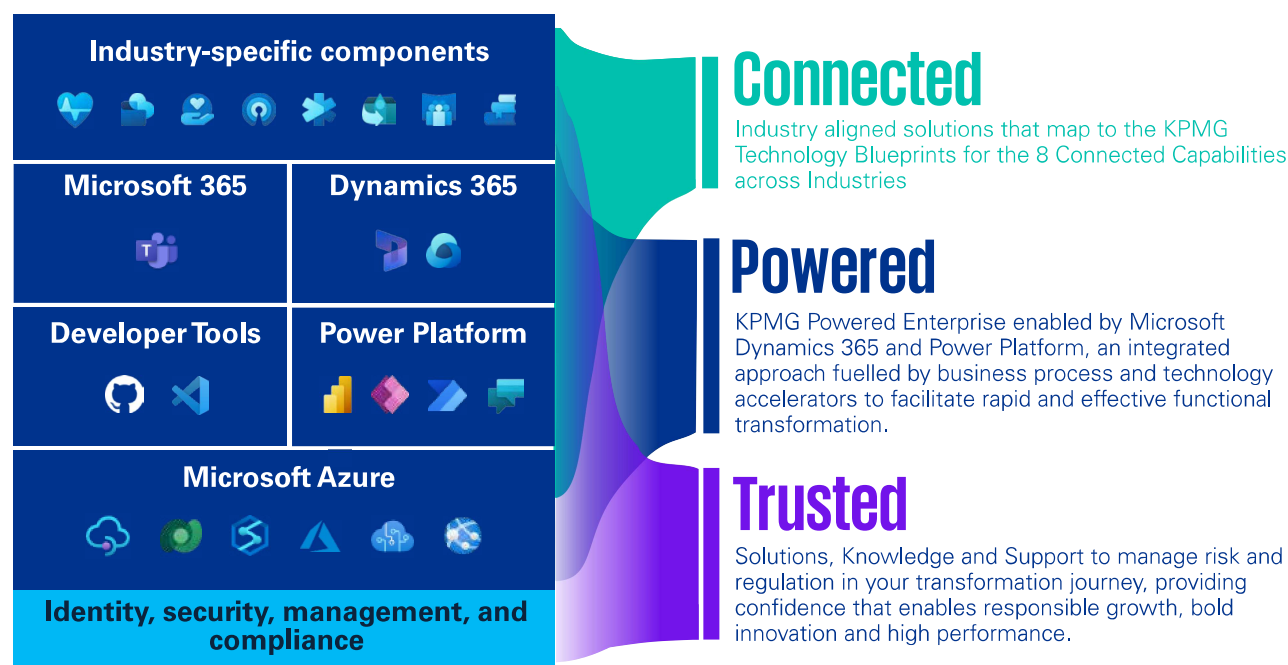 Industry-specific components
Microsoft 365
Dynamics 365
T
Developer Tools
Power Platform
Microsoft Azure
Identity, security, management, and
compliance
Connected
Industry aligned solutions that map to the KPMG
Technology Blueprints for the 8 Connected Capabilities
across Industries
Powered
KPMG Powered Enterprise enabled by Microsoft
Dynamics 365 and Power Platform, an integrated
approach fuelled by business process and technology
accelerators to facilitate rapid and effective functional
transformation.
Trusted
Solutions, Knowledge and Support to manage risk and
regulation in your transformation journey, providing
confidence that enables responsible growth, bold
innovation and high performance.